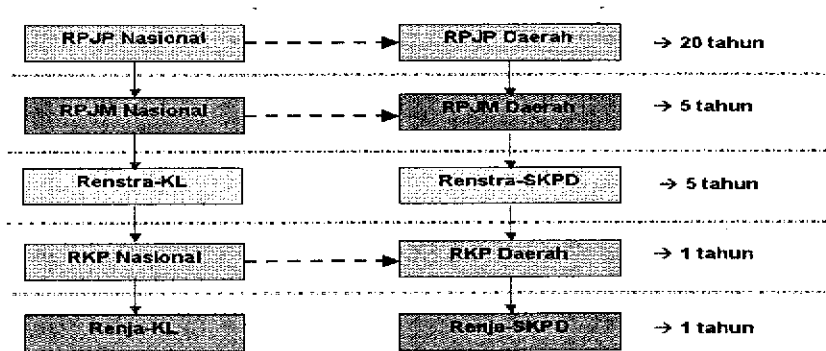 RPJP Nasional RPJP Daerah → 20 tahun
RPJM Nasional RPJM Daerah → 5 tahun
Renstra-KL Renstra-SKPD → 5 tahun
RKP Nasional RKP Daerah → 1 tahun
Renja-KL Renja-SKPD → 1 tahun